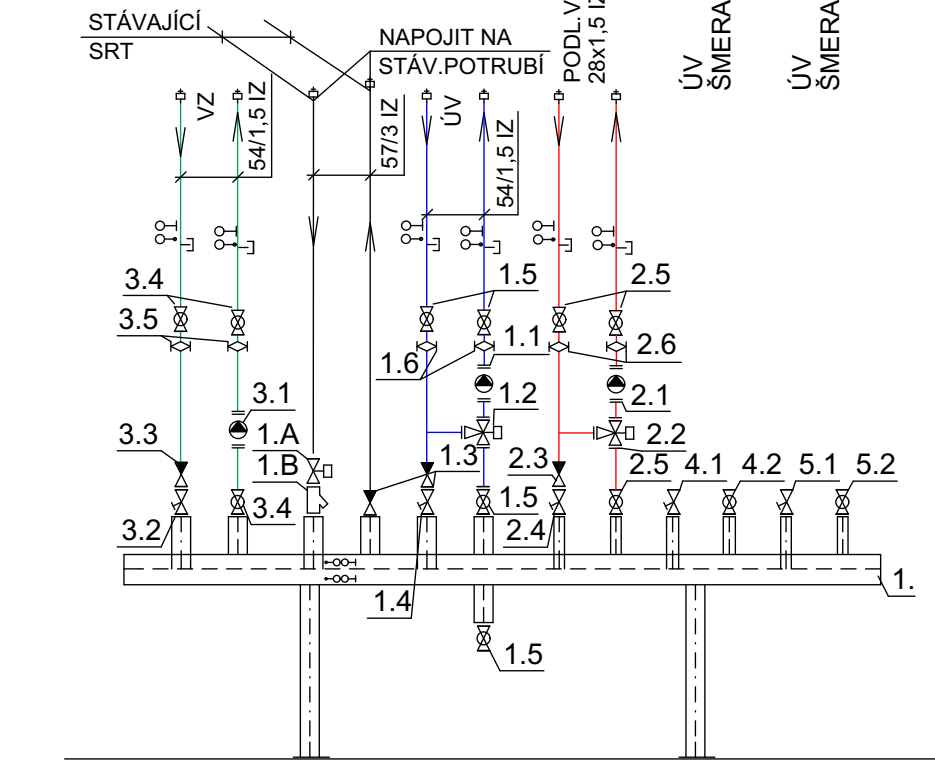 STÁVAJÍCÍ
SRT
NAPOJIT NA
STÁV.POTRUBÍ
VZ
54/1,5 IZ
57/3 IZ
ÚV
54/1,5 IZ
PODL.V
28x1,5 IZ
ÚV
ŠMERA
ÚV
ŠMERA
3.4
3.5
1.5
2.5
1.6
1.1
2.6
3.1
1.2
2.1
3.3
1.A
1.B
1.3
2.3
2.2
2.5
4.1
4.2
5.1
5.2
3.2
3.4
1.5
2.4
1.4
1.
1.5